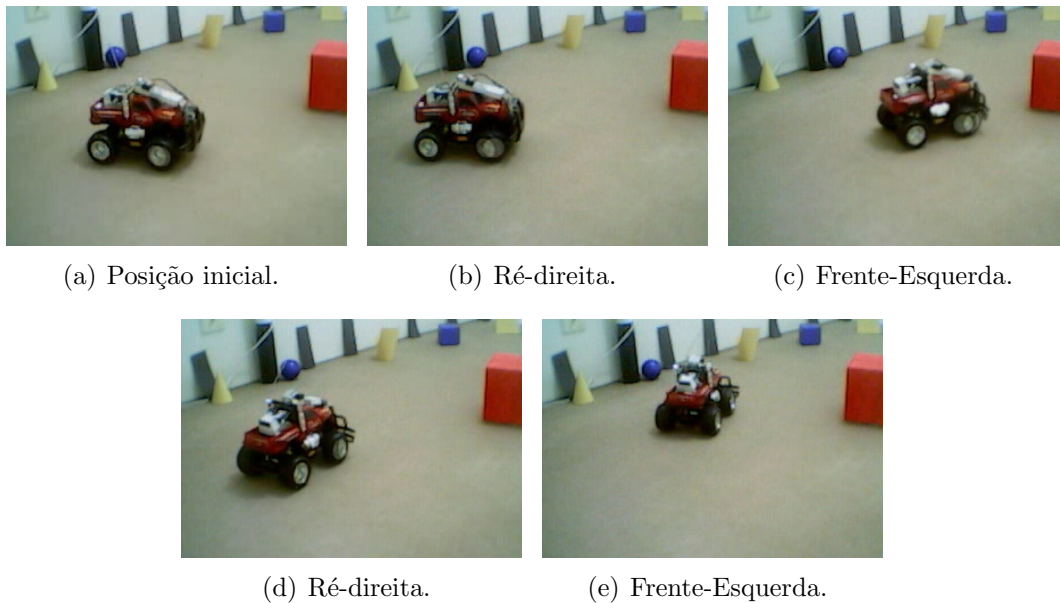 (a) Posição inicial.
(b) Ré-direita.
(c) Frente-Esquerda.
(d) Ré-direita.
(e) Frente-Esquerda.